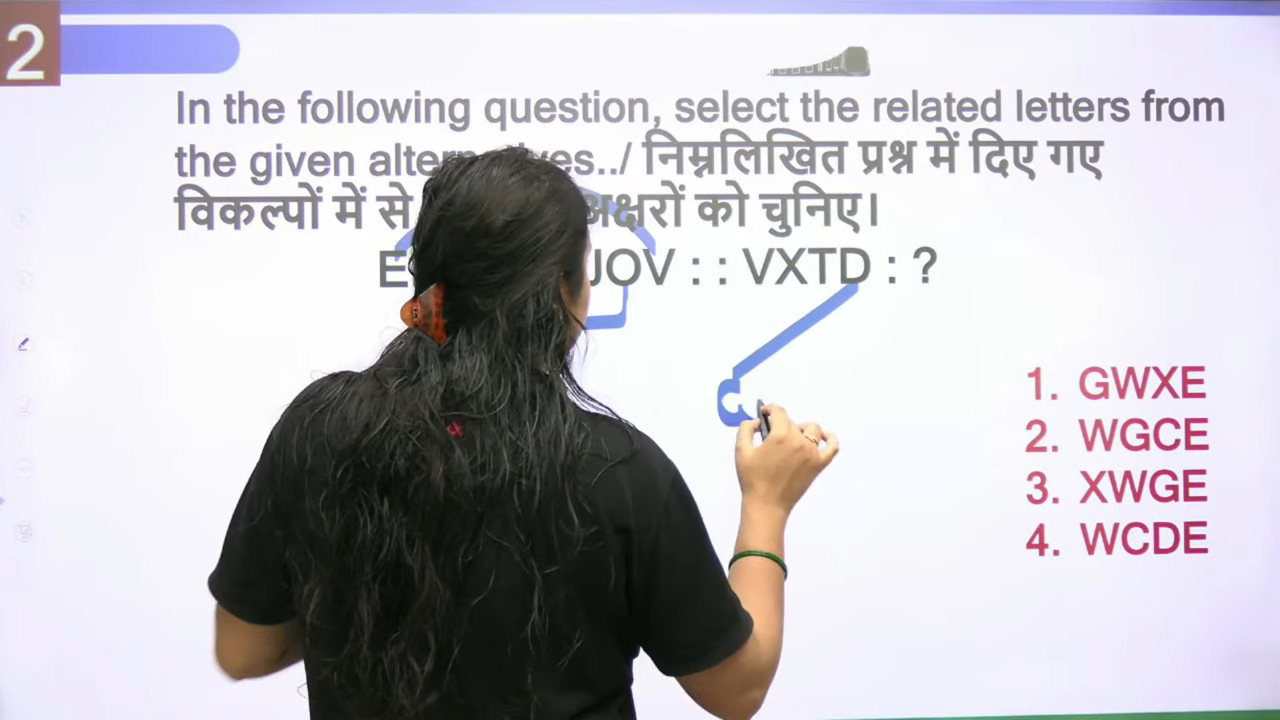 2
In the following question, select the related letters from
the given ../ निम्नलिखित प्रश्न में दिए गए
विकल्पों में से अक्षरों को चुनिए।
JOV : : VXTD : ?
1. GWXE
2. WGCE
3. XWGE
4. WCDE